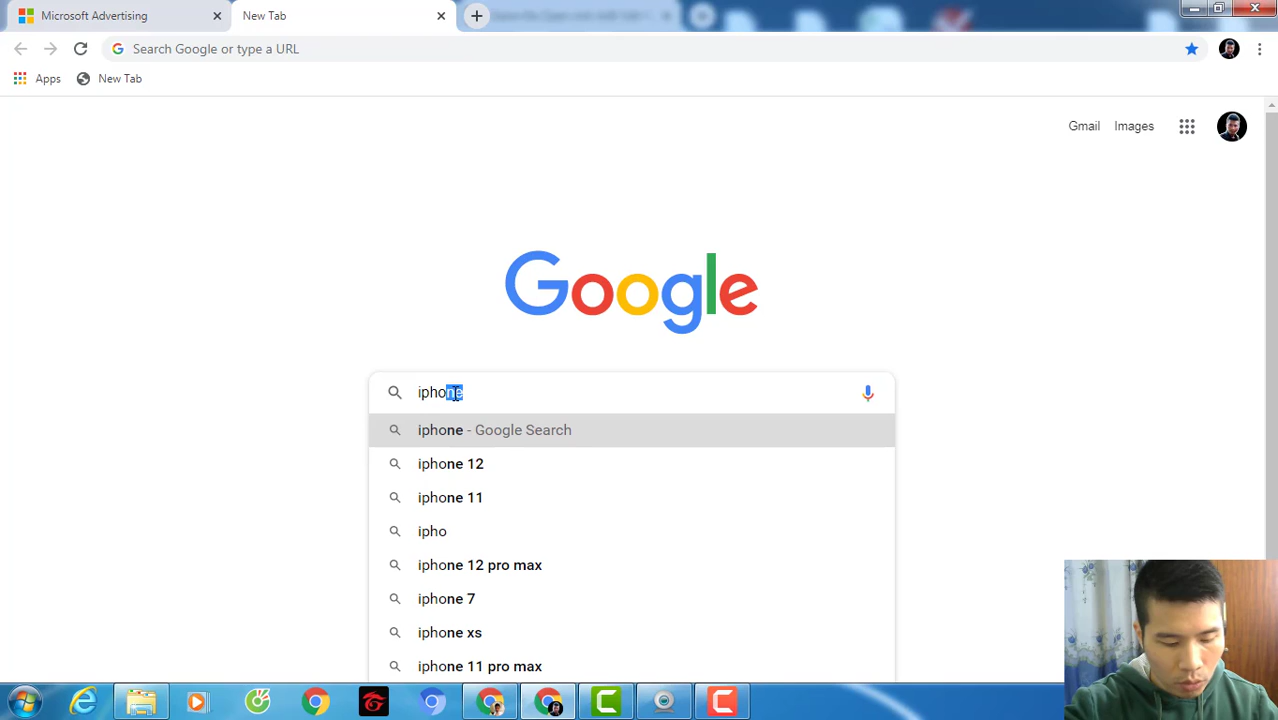 Microsoft Advertising
New Tab
Search Google or type a URL
Apps
New Tab
Gmail
Images
Google
iphone
iphone - Google Search
iphone 12
iphone 11
ipho
iphone 12 pro max
iphone 7
iphone xs
iphone 11 pro max